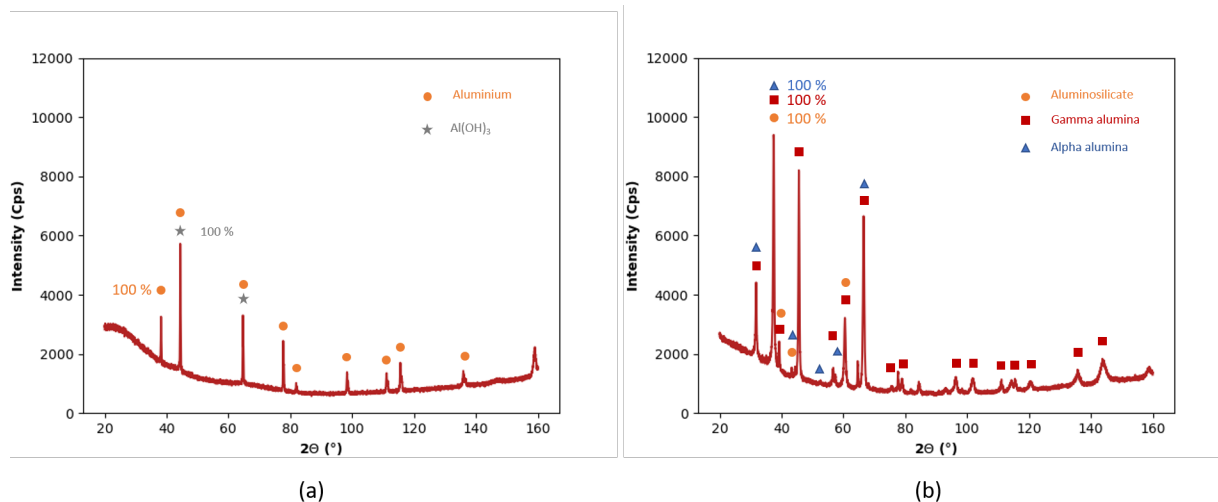 12000
10000
8000
6000
4000
2000
0
Intensity (Cps)
20 40 60 80 100 120 140 160
2Θ (°)
Aluminium
Al(OH)3
100 %
100 %
(a)
12000
10000
8000
6000
4000
2000
0
Intensity (Cps)
20 40 60 80 100 120 140 160
2Θ (°)
100 %
100 %
100 %
Aluminosilicate
Gamma alumina
Alpha alumina
(b)